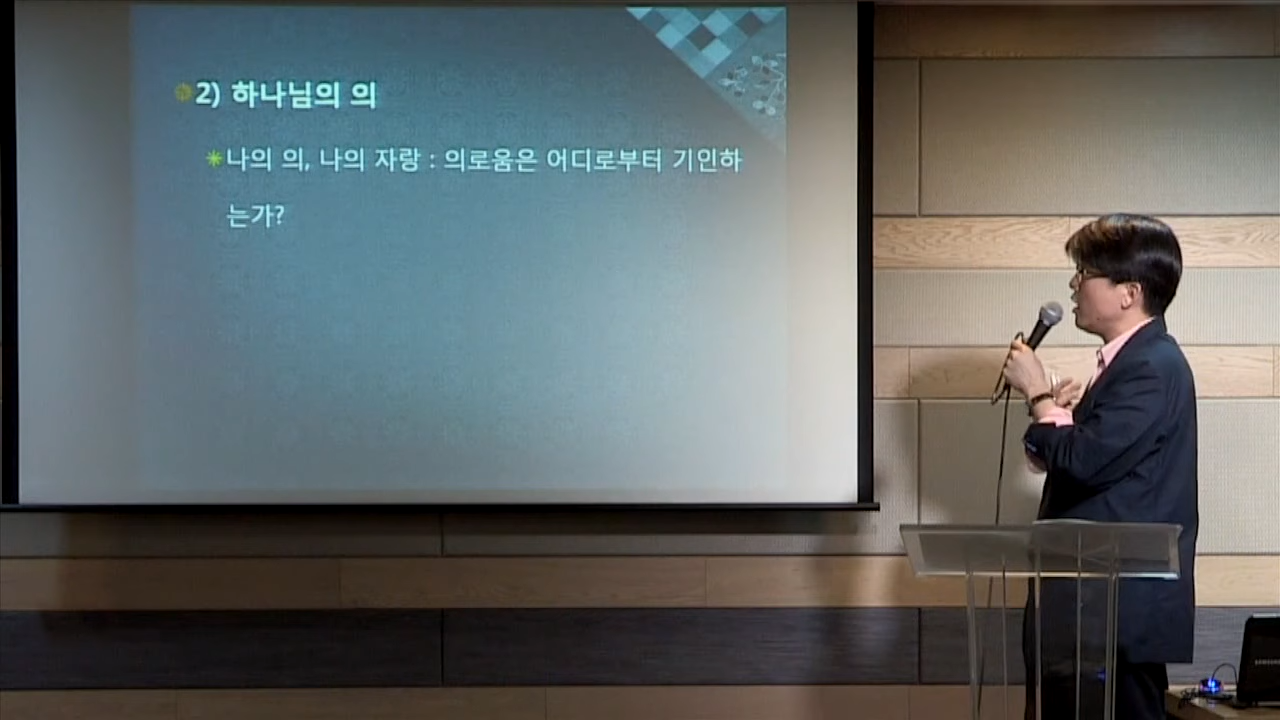 2) 하나님의 의
나의 의, 나의 자랑 : 의로움은 어디로부터 기인하
는가?